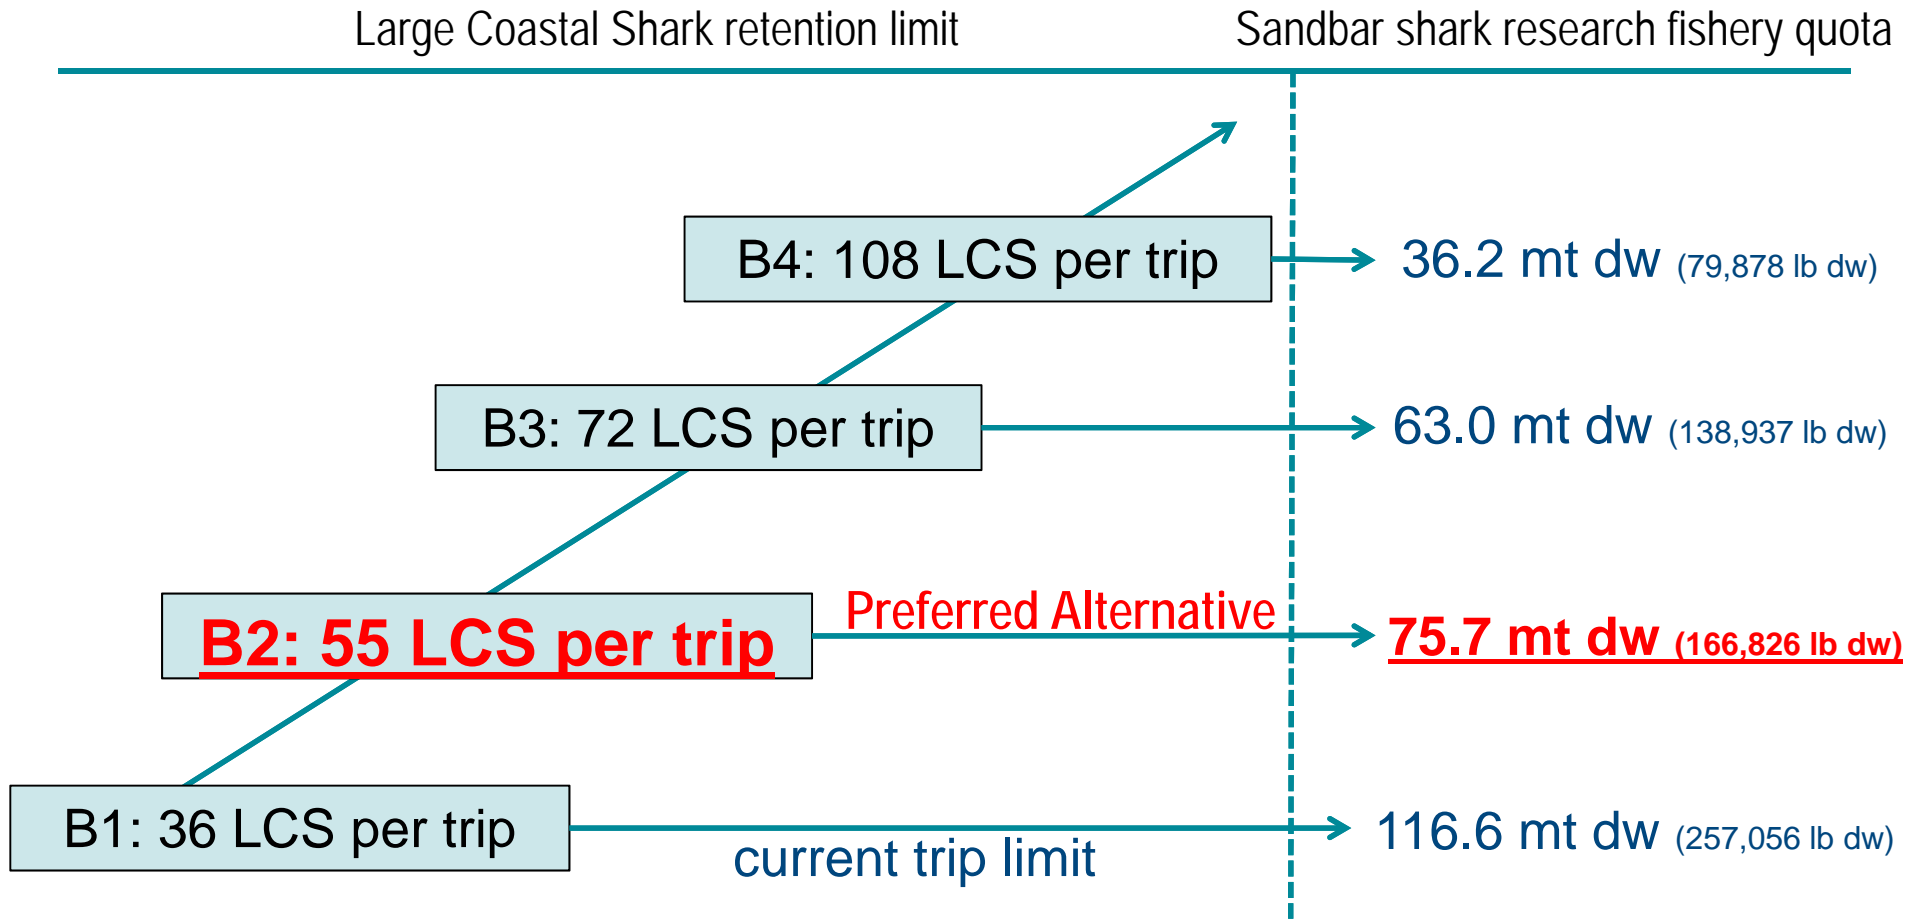 Large Coastal Shark retention limit
Sandbar shark research fishery quota
B4: 108 LCS per trip
36.2 mt dw (79,878 lb dw)
B3: 72 LCS per trip
63.0 mt dw (138,937 lb dw)
B2: 55 LCS per trip
Preferred Alternative
75.7 mt dw (166,826 lb dw)
B1: 36 LCS per trip
current trip limit
116.6 mt dw (257,056 lb dw)